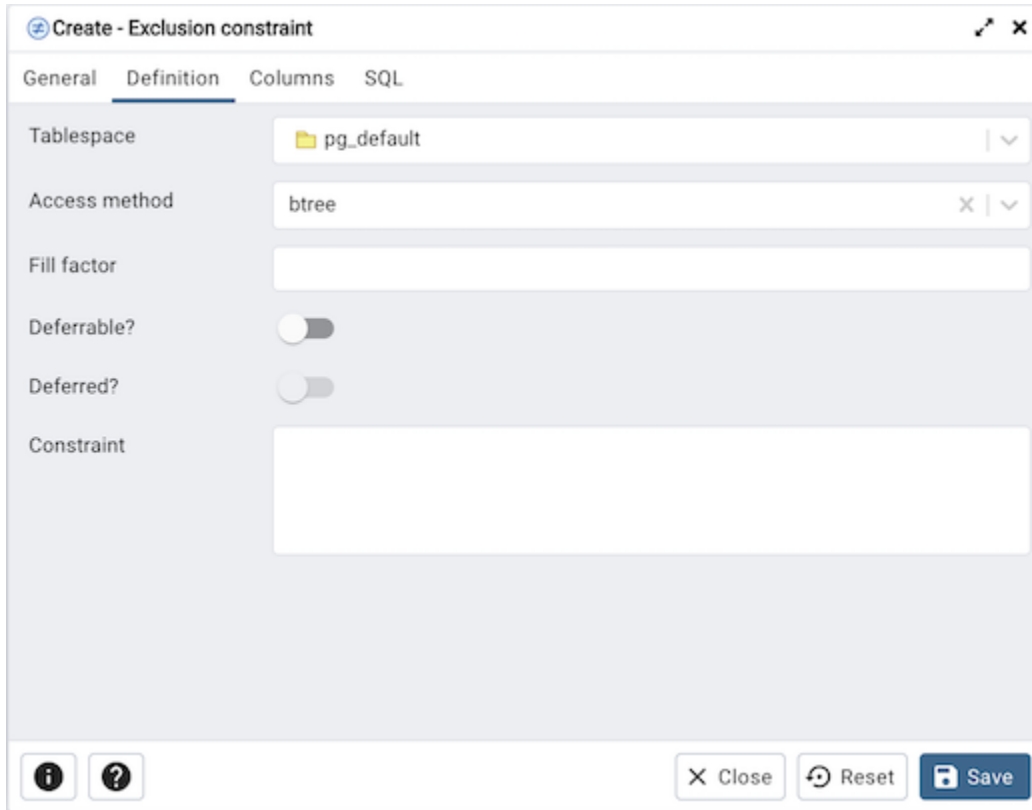 Create - Exclusion constraint
General Definition Columns SQL
Tablespace pg_default
Access method btree
Fill factor
Deferrable?
Deferred?
Constraint
Close Reset Save